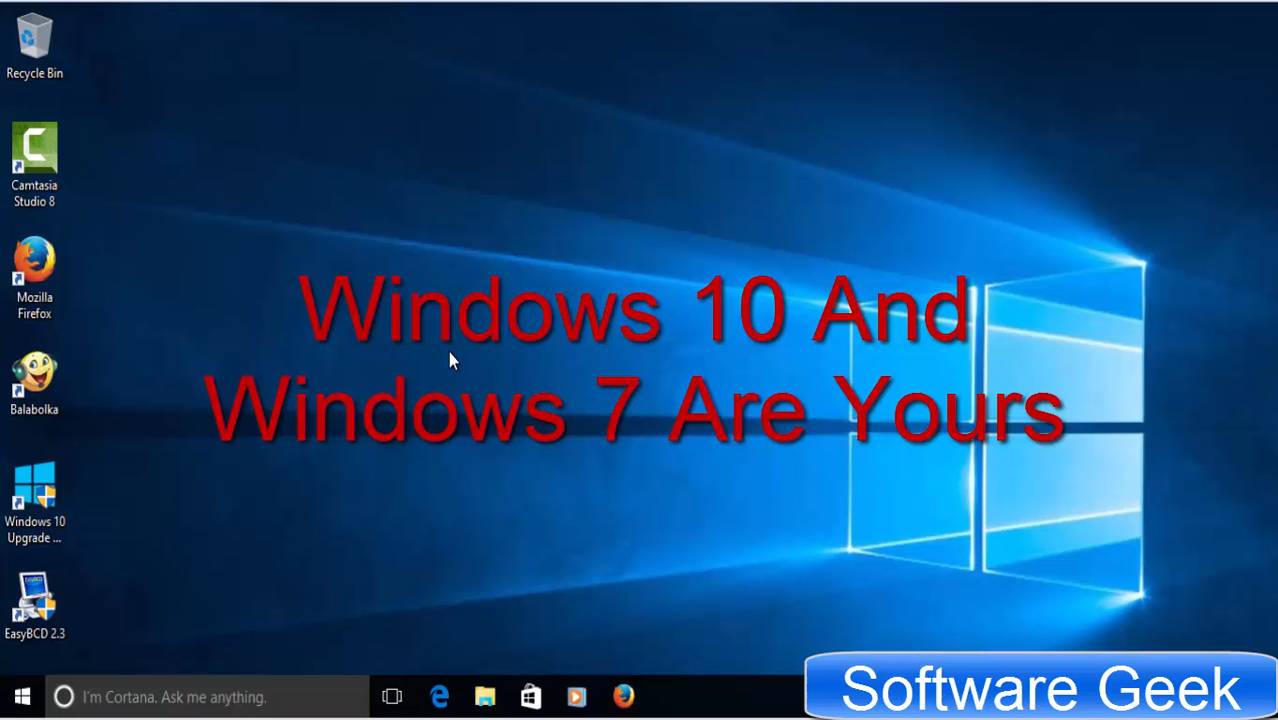 Recycle Bin
Camtasia
Studio 8
Mozilla
Firefox
Balabolka
Windows 10
Upgrade ...
EasyBCD 2.3
Windows 10 And
Windows 7 Are Yours
I'm Cortana. Ask me anything.
Software Geek